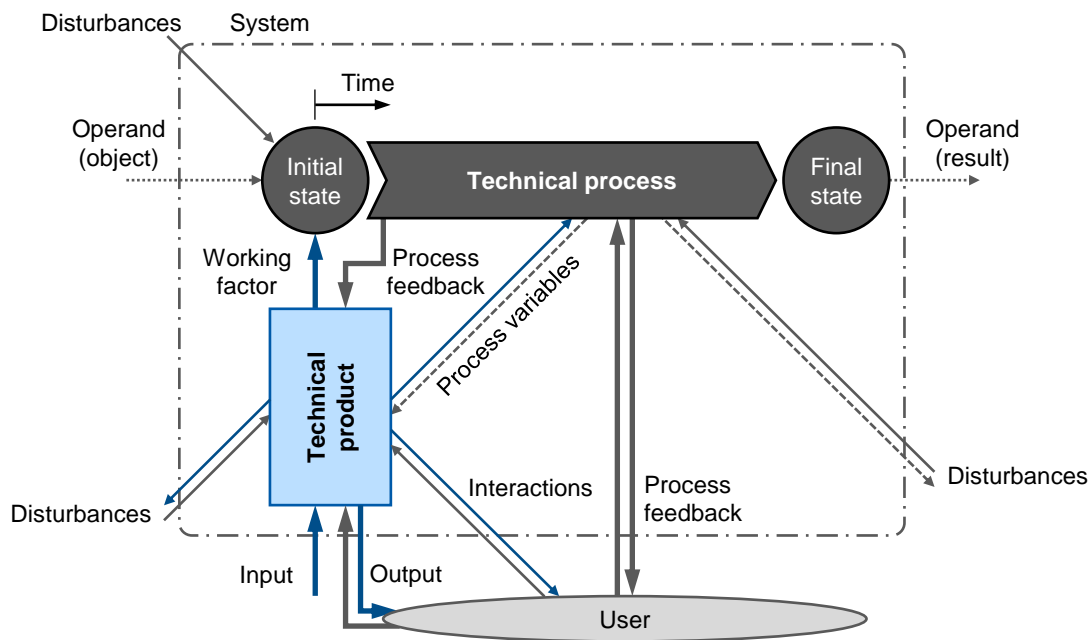 Disturbances
System
Time
Operand
(object)
Initial
state
Technical process
Final
state
Operand
(result)
Working
factor
Process
feedback
Process variables
Technical
product
Interactions
Process
feedback
Disturbances
Disturbances
Input
Output
User